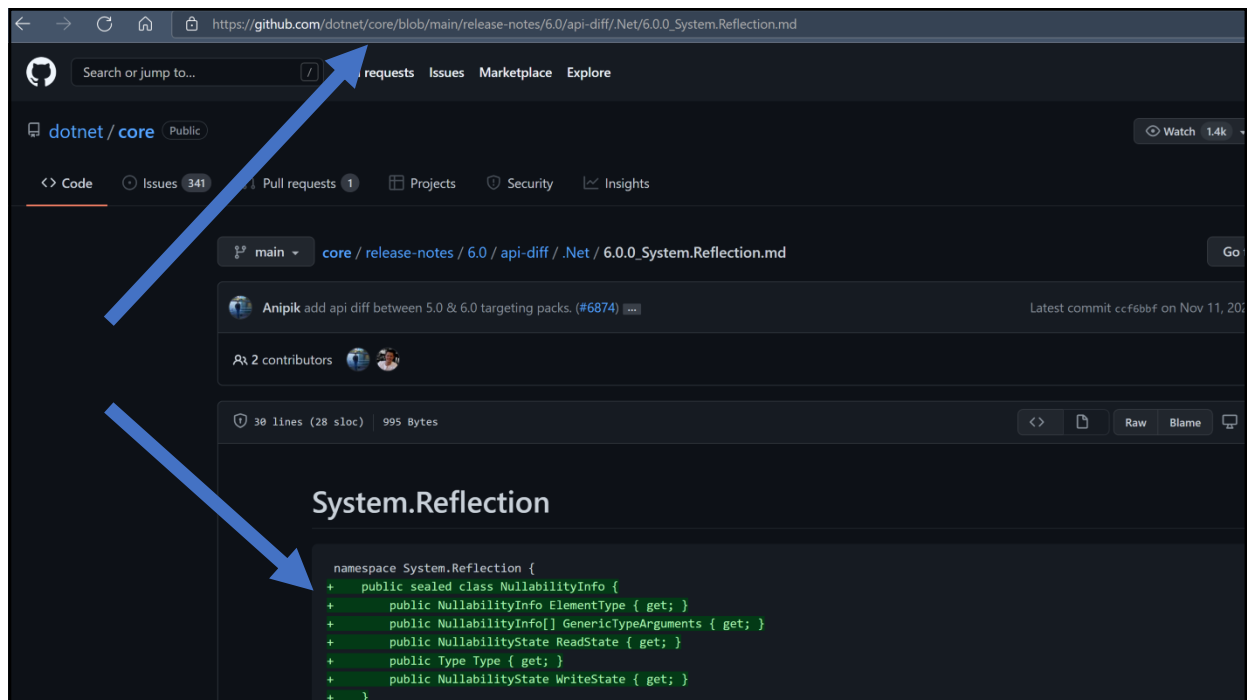 https://github.com/dotnet/core/blob/main/release-notes/6.0/api-diff/.Net/6.0.0_System.Reflection.md
Search or jump to... / requests Issues Marketplace Explore
dotnet / core Public
Watch 1.4k
<> Code Issues 341 Pull requests 1 Projects Security Insights
main core / release-notes / 6.0 / api-diff / .Net / 6.0.0_System.Reflection.md Go
Anipik add api diff between 5.0 & 6.0 targeting packs. (#6874) ... Latest commit ccf6bbf on Nov 11,
2 contributors
30 lines (28 sloc) 995 Bytes <> Raw Blame
System.Reflection
namespace System.Reflection {
+ public sealed class NullabilityInfo {
+ public NullabilityInfo ElementType { get; }
+ public NullabilityInfo[] GenericTypeArguments { get; }
+ public NullabilityState ReadState { get; }
+ public Type Type { get; }
+ public NullabilityState WriteState { get; }
+ }